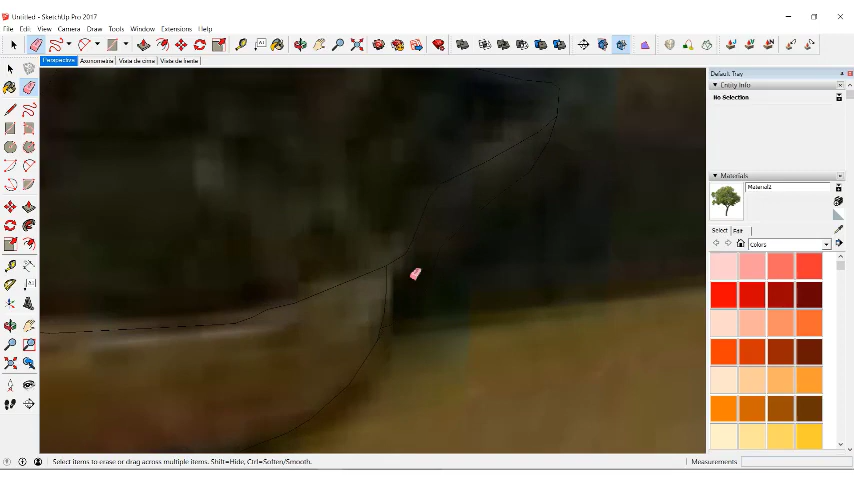 Untitled - SketchUp Pro 2017
File Edit View Camera Draw Tools Window Extensions Help
Perspectiva Axonometria Vista de cima Vista de frente
Default Tray
Entity Info
No Selection
Materials
Material2
Select Edit
Colors
Select items to erase or drag across multiple items. Shift=Hide, Ctrl=Soften/Smooth.
Measurements